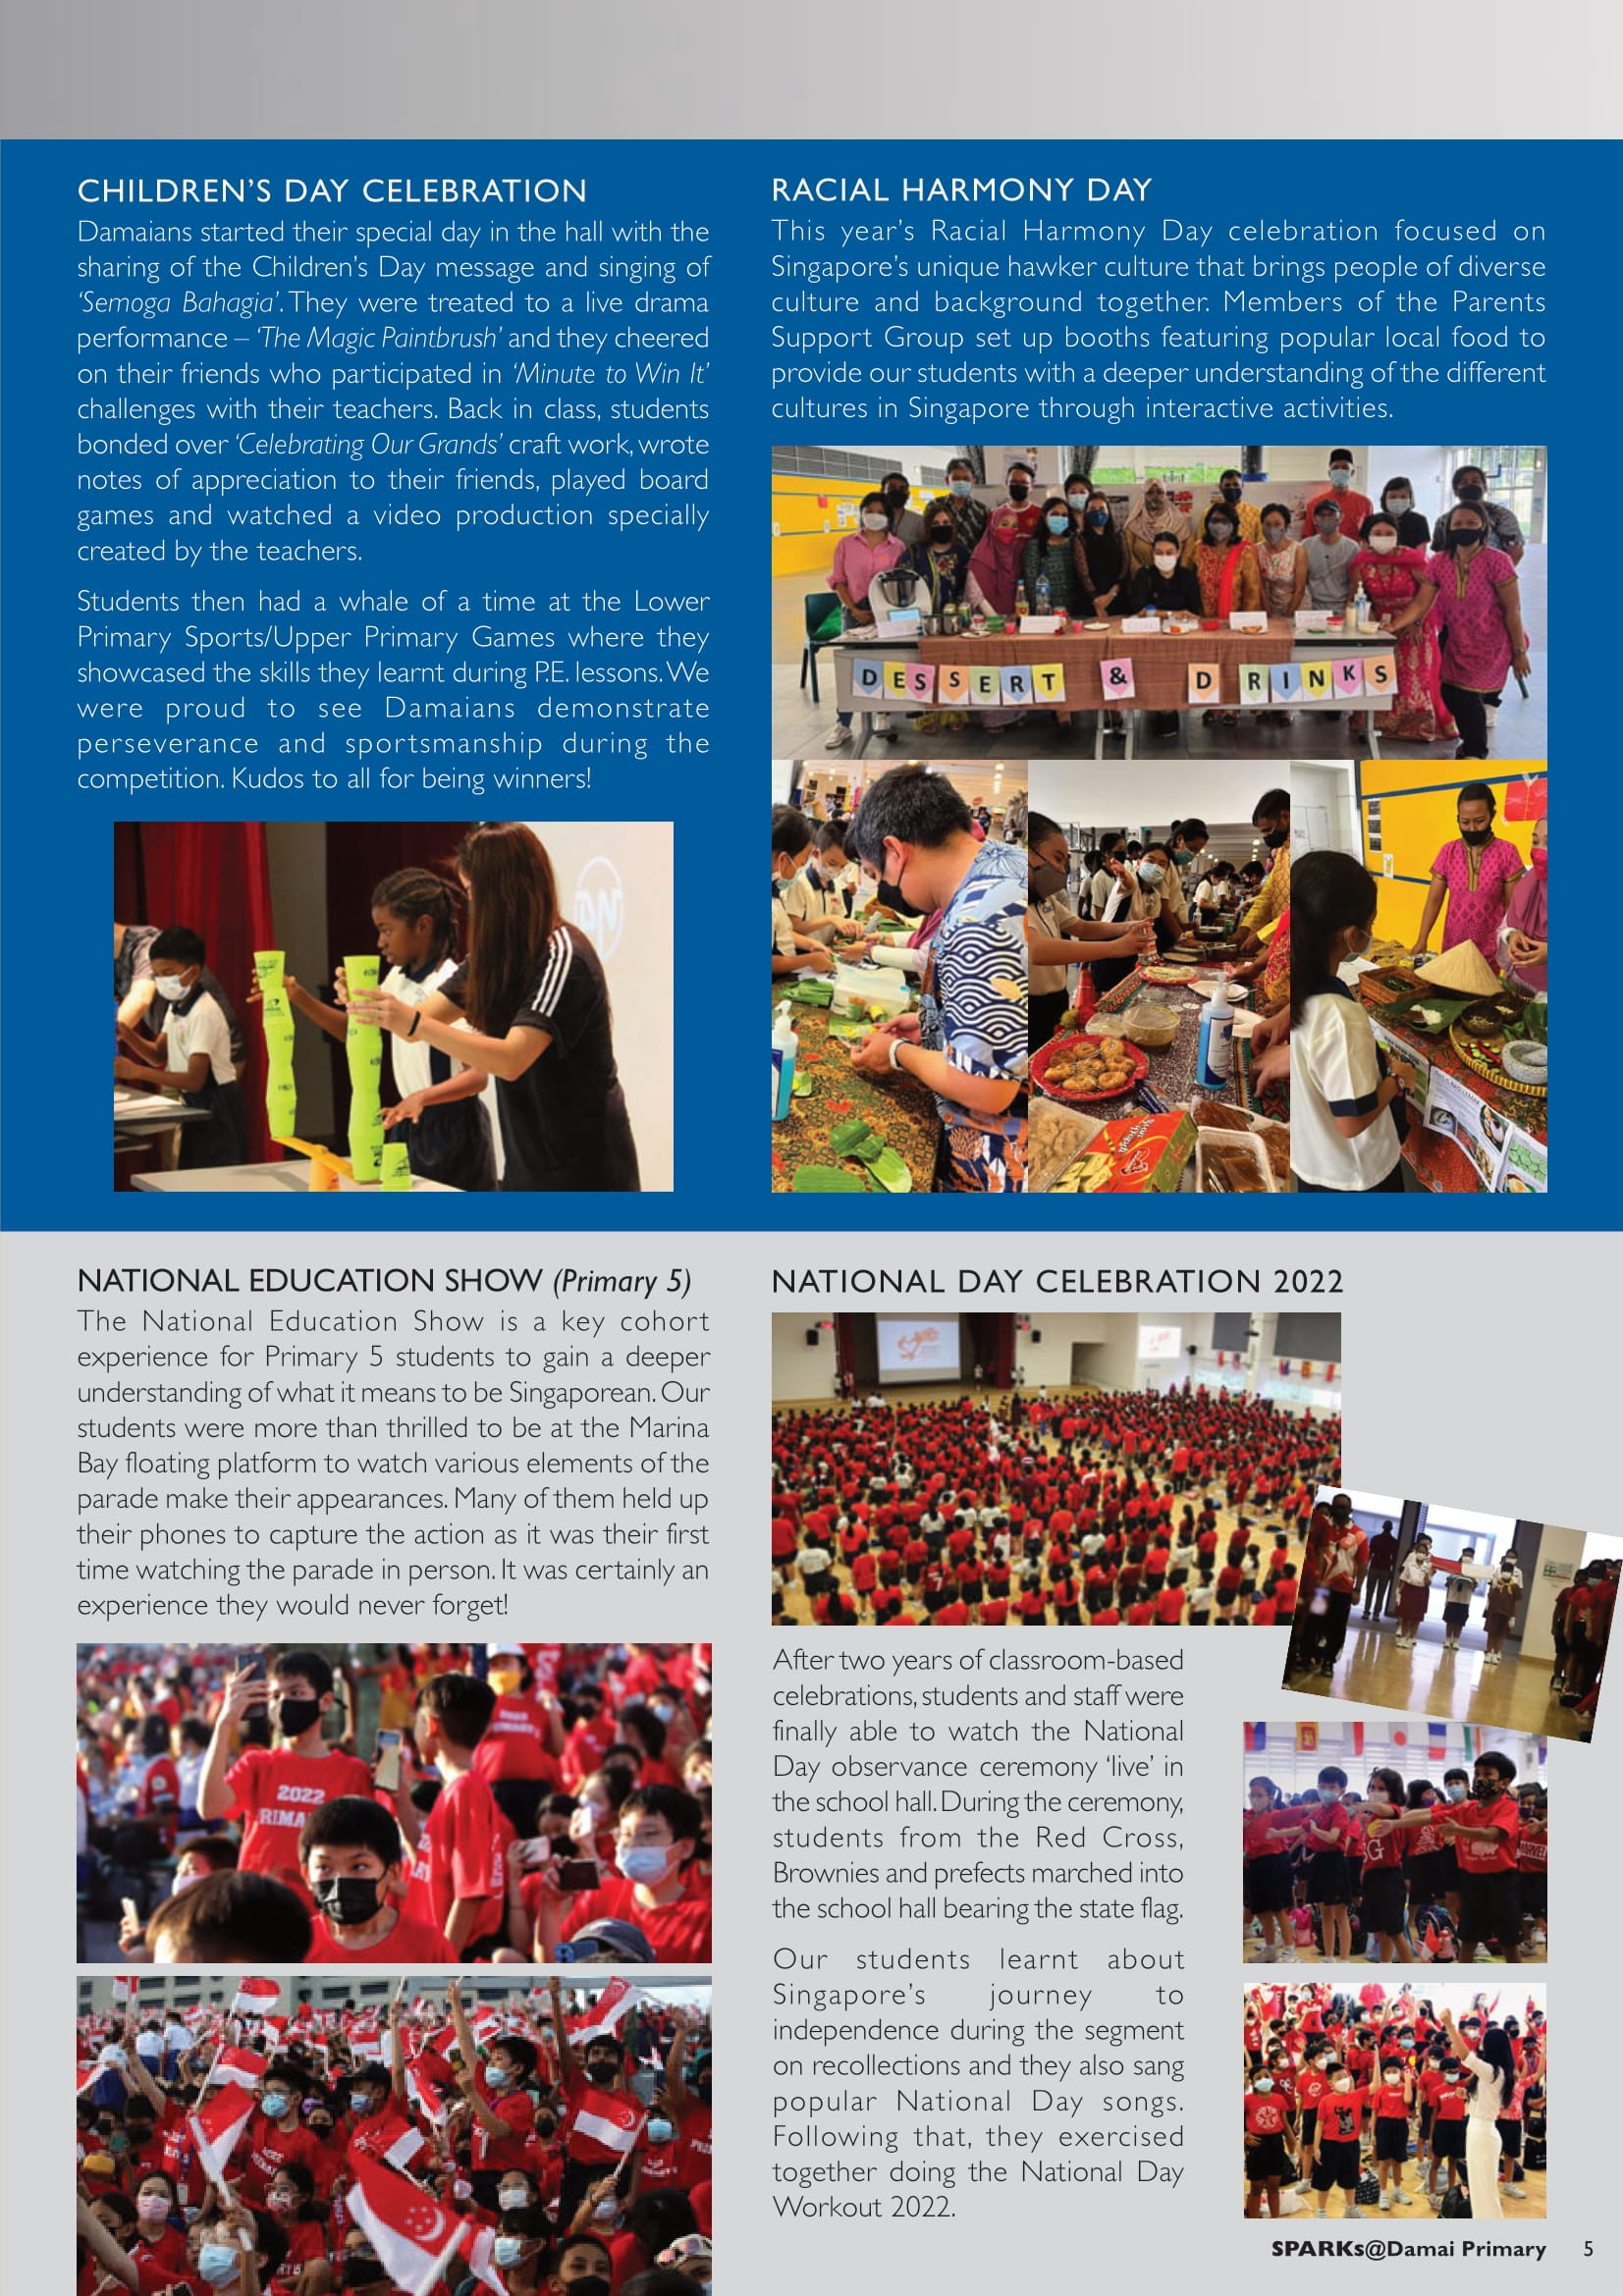 CHILDREN’S DAY CELEBRATION
Damaians started their special day in the hall with the
sharing of the Children’s Day message and singing of
‘Semoga Bahagia’. They were treated to a live drama
performance – ‘The Magic Paintbrush’ and they cheered
on their friends who participated in ‘Minute to Win It’
challenges with their teachers. Back in class, students
bonded over ‘Celebrating Our Grands’ craft work, wrote
notes of appreciation to their friends, played board
games and watched a video production specially
created by the teachers.
Students then had a whale of a time at the Lower
Primary Sports/Upper Primary Games where they
showcased the skills they learnt during P.E. lessons. We
were proud to see Damaians demonstrate
perseverance and sportsmanship during the
competition. Kudos to all for being winners!
RACIAL HARMONY DAY
This year’s Racial Harmony Day celebration focused on
Singapore’s unique hawker culture that brings people of diverse
culture and background together. Members of the Parents
Support Group set up booths featuring popular local food to
provide our students with a deeper understanding of the different
cultures in Singapore through interactive activities.
DESSERT & DRINKS
NATIONAL EDUCATION SHOW (Primary 5)
The National Education Show is a key cohort
experience for Primary 5 students to gain a deeper
understanding of what it means to be Singaporean. Our
students were more than thrilled to be at the Marina
Bay floating platform to watch various elements of the
parade make their appearances. Many of them held up
their phones to capture the action as it was their first
time watching the parade in person. It was certainly an
experience they would never forget!
2022
RIMA
NATIONAL DAY CELEBRATION 2022
After two years of classroom-based
celebrations, students and staff were
finally able to watch the National
Day observance ceremony ‘live’ in
the school hall. During the ceremony,
students from the Red Cross,
Brownies and prefects marched into
the school hall bearing the state flag.
Our students learnt about
Singapore’s journey to
independence during the segment
on recollections and they also sang
popular National Day songs.
Following that, they exercised
together doing the National Day
Workout 2022.
SG
SPARKs@Damai Primary 5